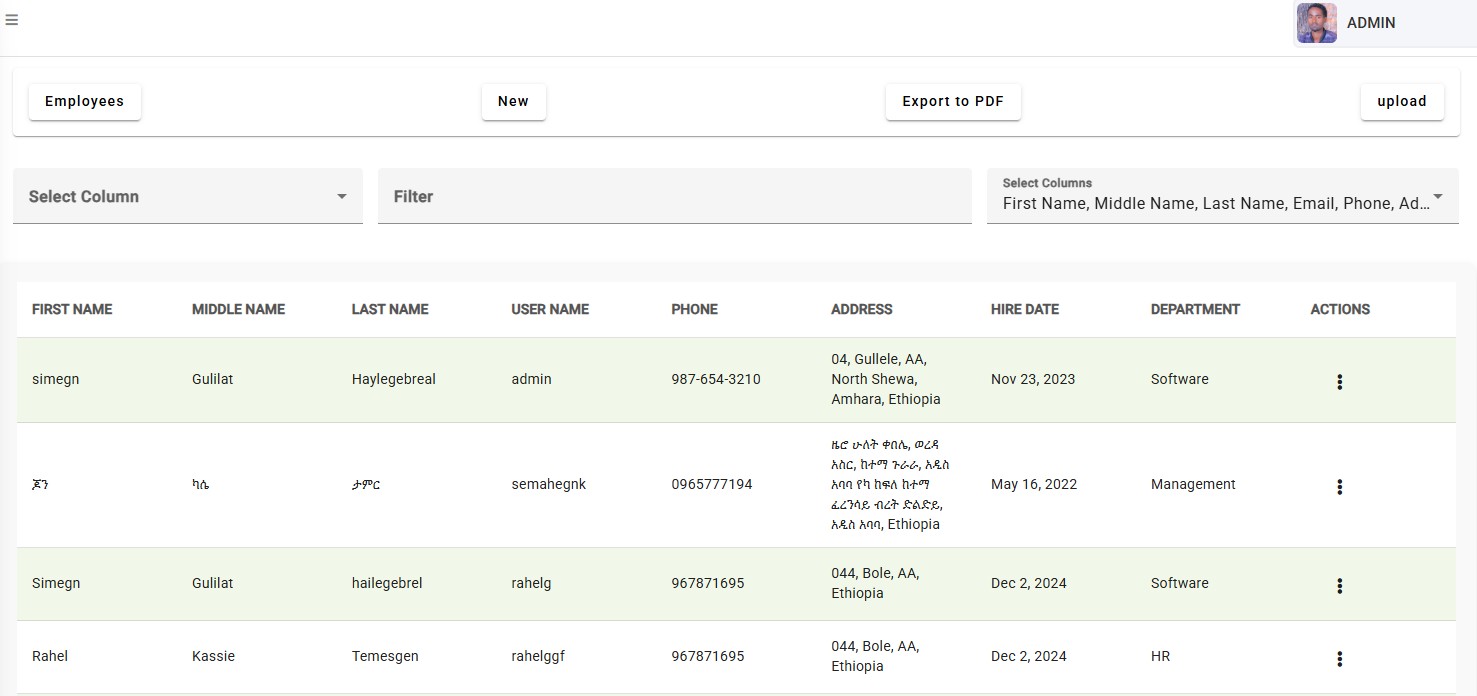 ADMIN
Employees
New
Export to PDF
upload
Select Column
Filter
Select Columns
First Name, Middle Name, Last Name, Email, Phone, Ad...
FIRST NAME
MIDDLE NAME
LAST NAME
USER NAME
PHONE
ADDRESS
HIRE DATE
DEPARTMENT
ACTIONS
simegn
Gulilat
Haylegebreal
admin
987-654-3210
04, Gullele, AA,
North Shewa,
Amhara, Ethiopia
Nov 23, 2023
Software
ጆን
ካሌ
ታምር
semahegnk
0965777194
ዜሮ ሁለት ቀበሌ, ወረዳ
አስር, ከተማ ጉራራ, አዲስ
አባባ የካ ከፍለ ከተማ
ፈረንሳይ ብረት ድልድይ,
አዲስ አባባ, Ethiopia
May 16, 2022
Management
Simegn
Gulilat
hailegebrel
rahelg
967871695
044, Bole, AA,
Ethiopia
Dec 2, 2024
Software
Rahel
Kassie
Temesgen
rahelggf
967871695
044, Bole, AA,
Ethiopia
Dec 2, 2024
HR